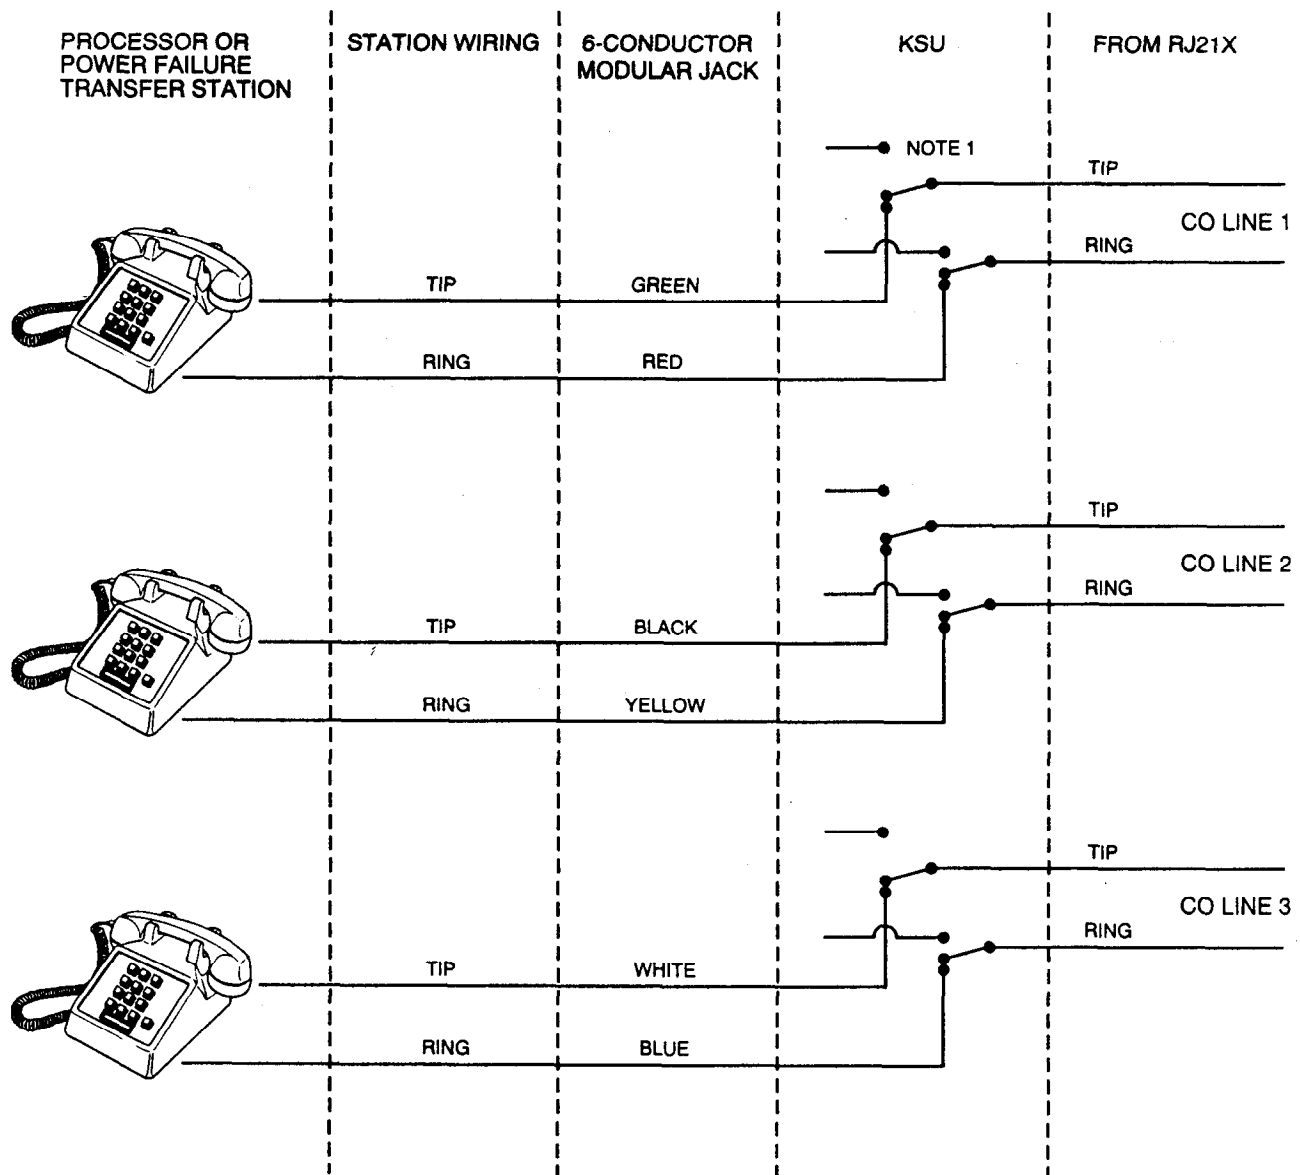 PROCESSOR OR
POWER FAILURE
TRANSFER STATION
STATION WIRING
6-CONDUCTOR
MODULAR JACK
KSU
FROM RJ21X
NOTE 1
TIP
CO LINE 1
RING
TIP
GREEN
RING
RED
TIP
CO LINE 2
RING
TIP
BLACK
RING
YELLOW
TIP
CO LINE 3
RING
TIP
WHITE
RING
BLUE